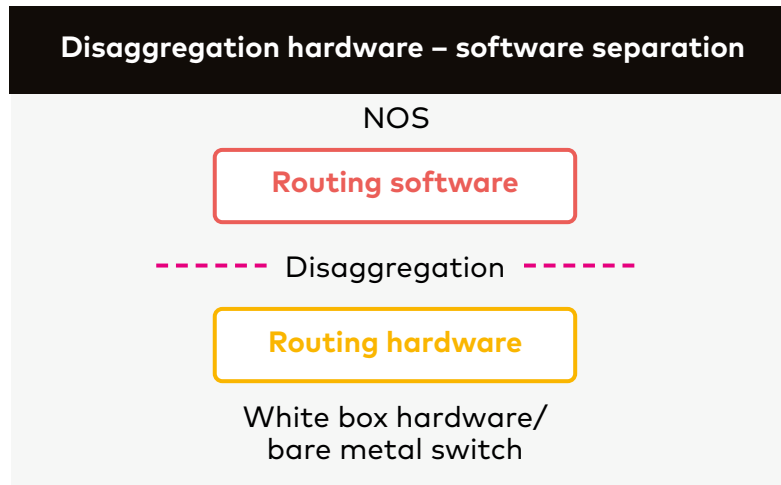 Disaggregation hardware – software separation
NOS
Routing software
Disaggregation
Routing hardware
White box hardware/
bare metal switch